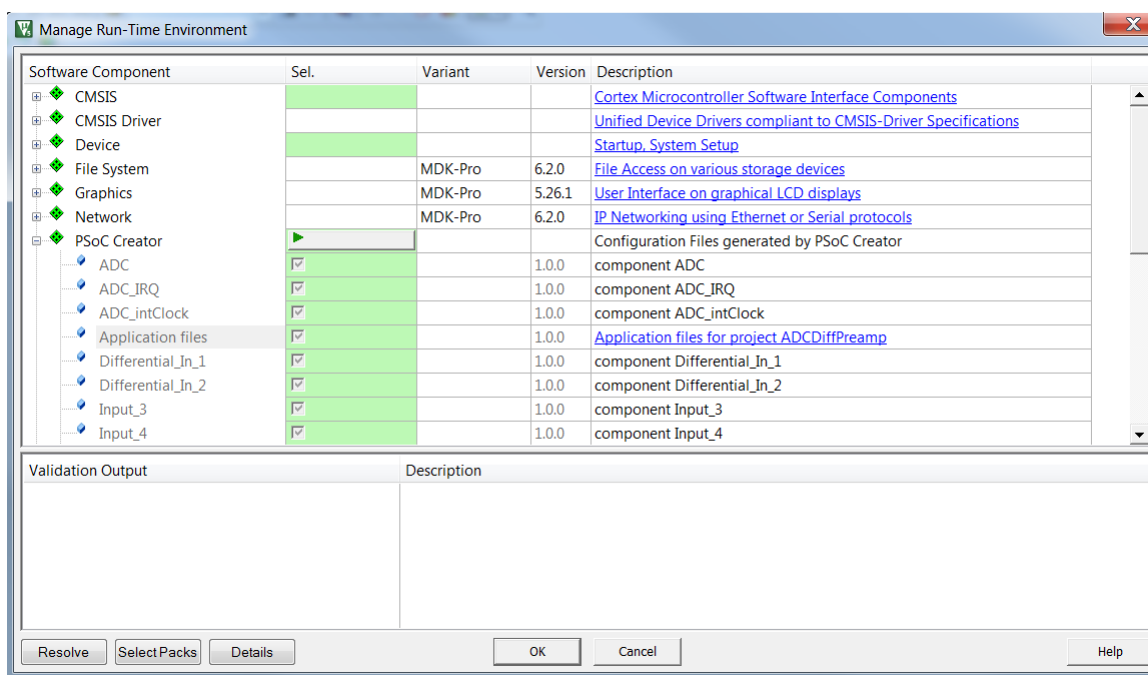 Manage Run-Time Environment
X
Software Component Sel. Variant Version Description
CMSIS Cortex Microcontroller Software Interface Components
CMSIS Driver Unified Device Drivers compliant to CMSIS-Driver Specifications
Device Startup, System Setup
File System MDK-Pro 6.2.0 File Access on various storage devices
Graphics MDK-Pro 5.26.1 User Interface on graphical LCD displays
Network MDK-Pro 6.2.0 IP Networking using Ethernet or Serial protocols
PSoC Creator Configuration Files generated by PSoC Creator
ADC 1.0.0 component ADC
ADC_IRQ 1.0.0 component ADC_IRQ
ADC_intClock 1.0.0 component ADC_intClock
Application files 1.0.0 Application files for project ADCDiffPreamp
Differential_In_1 1.0.0 component Differential_In_1
Differential_In_2 1.0.0 component Differential_In_2
Input_3 1.0.0 component Input_3
Input_4 1.0.0 component Input_4
Validation Output Description
Resolve Select Packs Details OK Cancel Help